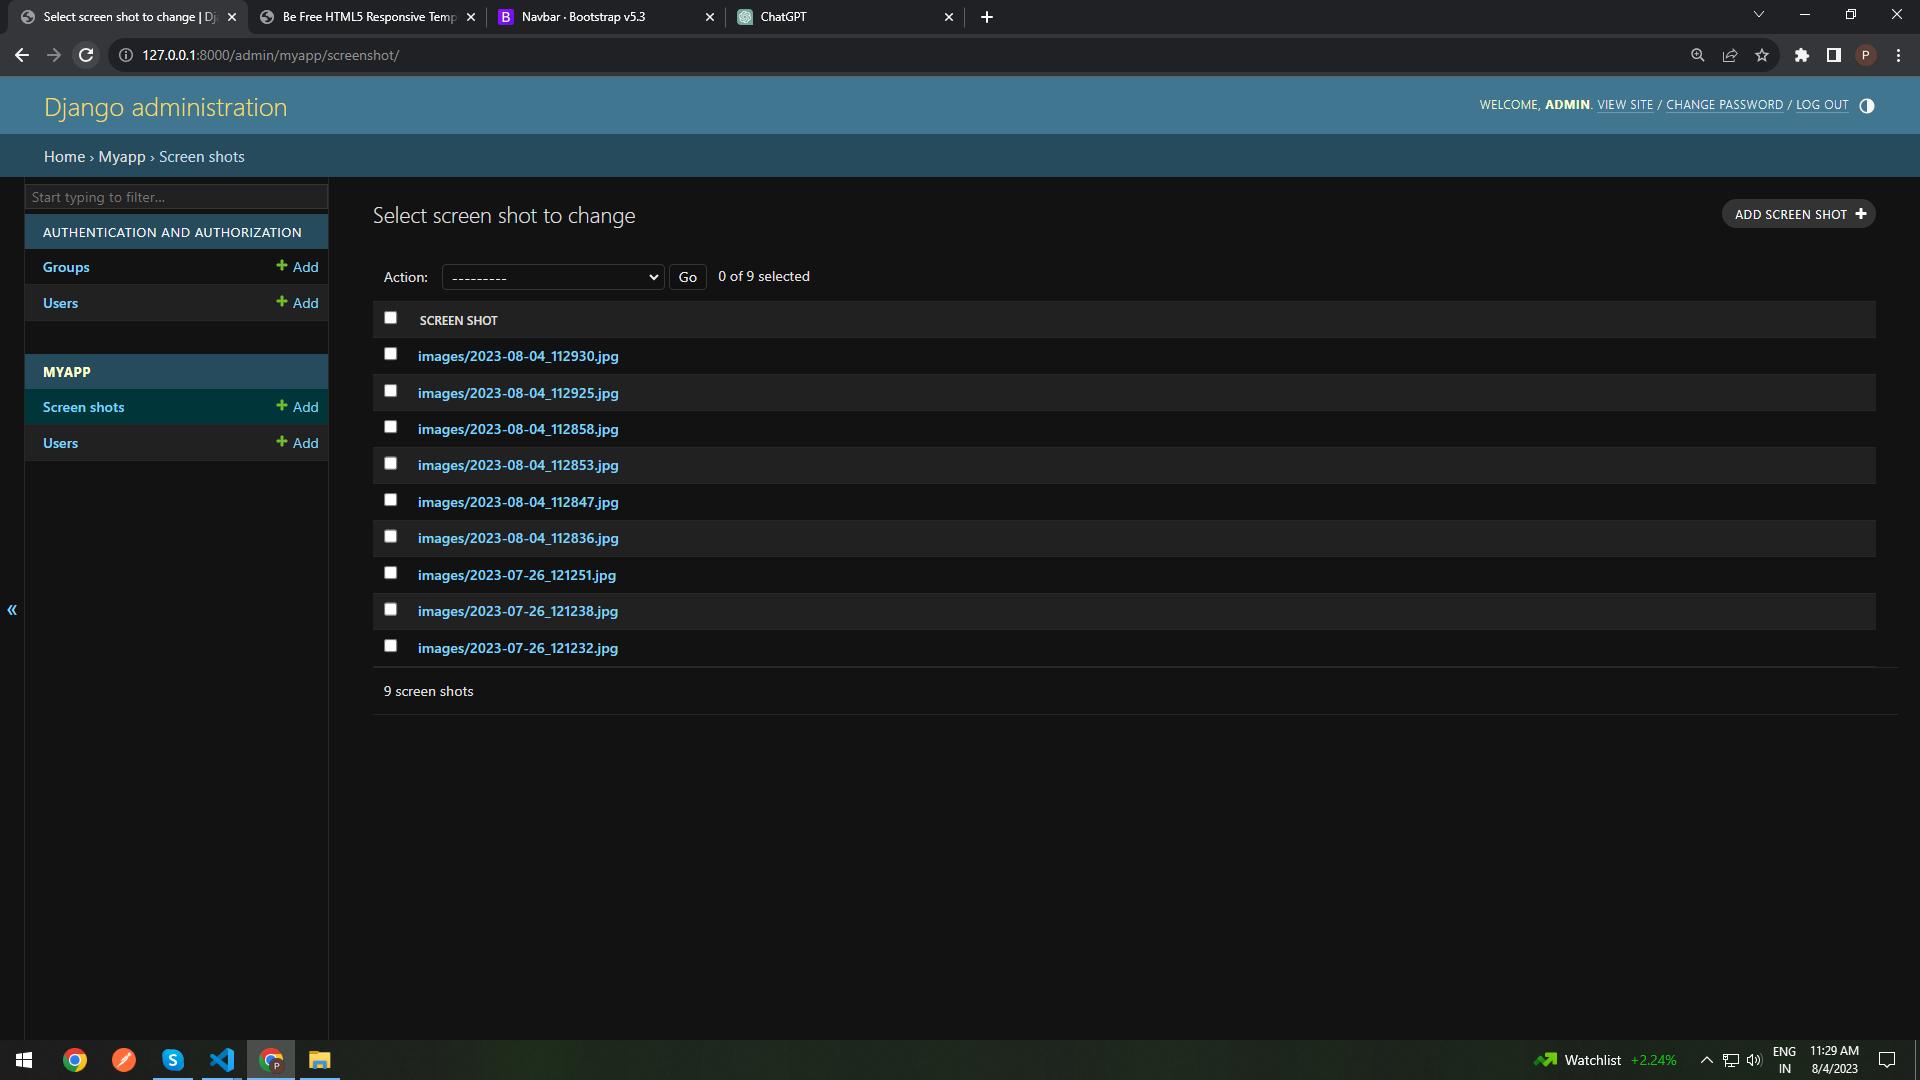 Select screen shot to change | Dj
Be Free HTML5 Responsive Temp
B Navbar · Bootstrap v5.3
ChatGPT
127.0.0.1:8000/admin/myapp/screenshot/
P
Django administration
WELCOME, ADMIN. VIEW SITE / CHANGE PASSWORD / LOG OUT
Home › Myapp › Screen shots
Start typing to filter...
AUTHENTICATION AND AUTHORIZATION
Groups + Add
Users + Add
MYAPP
Screen shots + Add
Users + Add
«
Select screen shot to change
ADD SCREEN SHOT +
Action: --------- Go 0 of 9 selected
SCREEN SHOT
images/2023-08-04_112930.jpg
images/2023-08-04_112925.jpg
images/2023-08-04_112858.jpg
images/2023-08-04_112853.jpg
images/2023-08-04_112847.jpg
images/2023-08-04_112836.jpg
images/2023-07-26_121251.jpg
images/2023-07-26_121238.jpg
images/2023-07-26_121232.jpg
9 screen shots
S
P
Watchlist +2.24%
ENG
IN
11:29 AM
8/4/2023